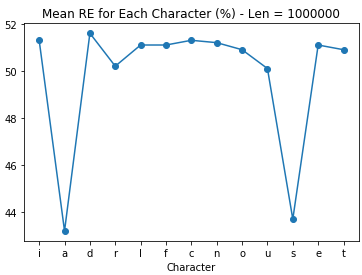 Mean RE for Each Character (%) - Len = 1000000
52
50
48
46
44
i a d r l f c n o u s e t
Character